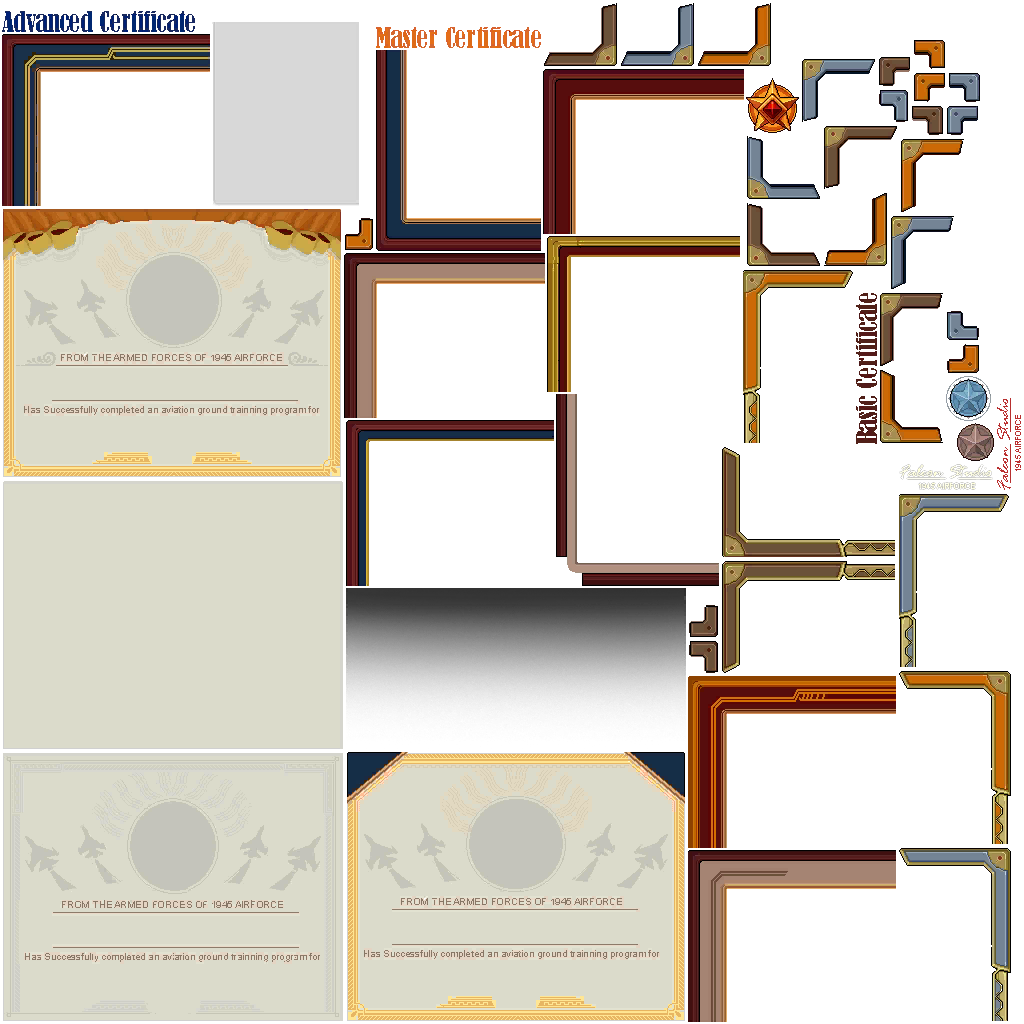 Advanced Certificate
Master Certificate
FROM THE ARMED FORCES OF 1945 AIRFORCE
Has Successfully completed an aviation ground trainning program for
Basic Certificate
Falcon Studio
1945 AIRFORCE
Falcon Studio
1945 AIRFORCE
FROM THE ARMED FORCES OF 1945 AIRFORCE
Has Successfully completed an aviation ground trainning program for
FROM THE ARMED FORCES OF 1945 AIRFORCE
Has Successfully completed an aviation ground trainning program for